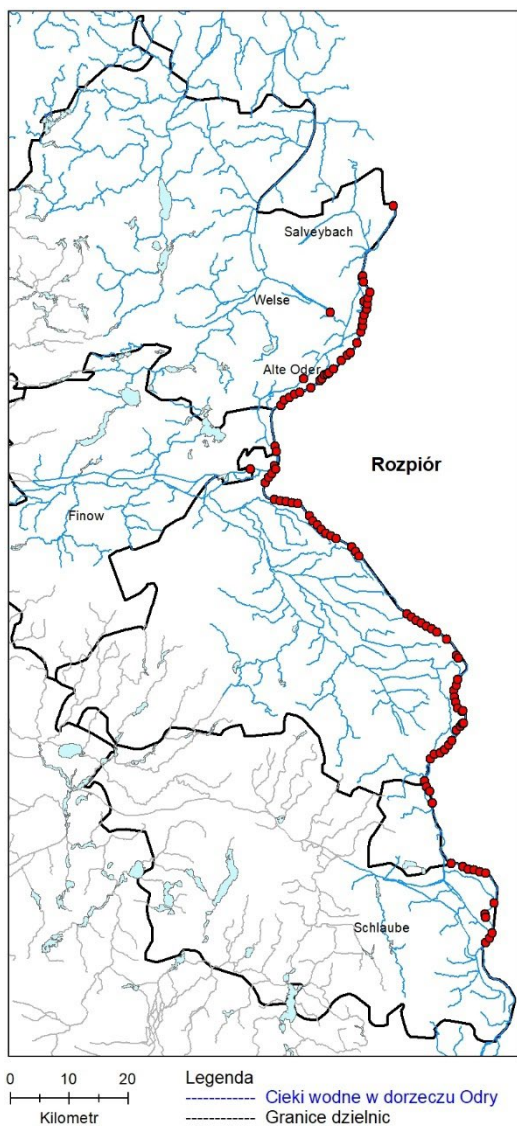 Salveybach
Welse
Alte Oder
Rozpiór
Finow
Schlaube
0 10 20
Kilometr
Legenda
Cieki wodne w dorzeczu Odry
Granice dzielnic